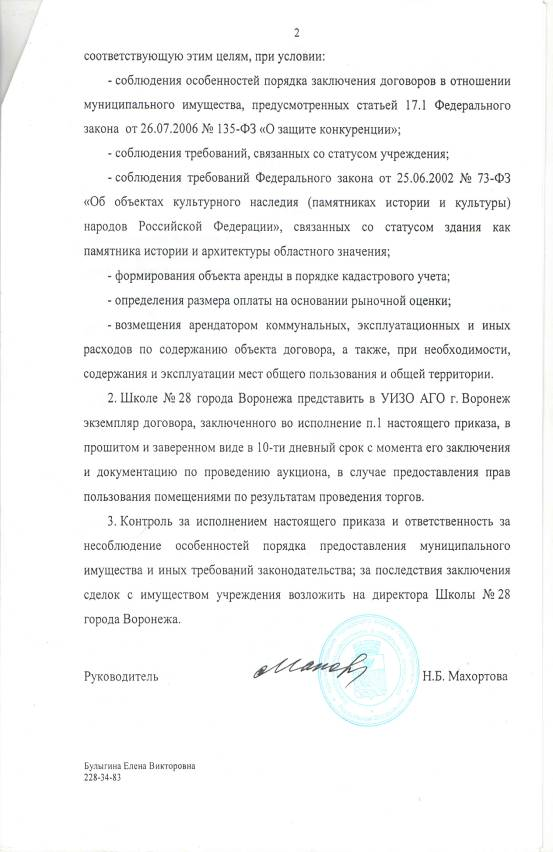 2
соответствующую этим целям, при условии:
- соблюдения особенностей порядка заключения договоров в отношении
муниципального имущества, предусмотренных статьей 17.1 Федерального
закона от 26.07.2006 № 135-ФЗ «О защите конкуренции»;
- соблюдения требований, связанных со статусом учреждения;
- соблюдения требований Федерального закона от 25.06.2002 № 73-ФЗ
«Об объектах культурного наследия (памятниках истории и культуры)
народов Российской Федерации», связанных со статусом здания как
памятника истории и архитектуры областного значения;
- формирования объекта аренды в порядке кадастрового учета;
- определения размера оплаты на основании рыночной оценки;
- возмещения арендатором коммунальных, эксплуатационных и иных
расходов по содержанию объекта договора, а также, при необходимости,
содержания и эксплуатации мест общего пользования и общей территории.
2. Школе № 28 города Воронежа представить в УИЗО АГО г. Воронеж
экземпляр договора, заключенного во исполнение п.1 настоящего приказа, в
прошитом и заверенном виде в 10-ти дневный срок с момента его заключения
и документацию по проведению аукциона, в случае предоставления прав
пользования помещениями по результатам проведения торгов.
3. Контроль за исполнением настоящего приказа и ответственность за
несоблюдение особенностей порядка предоставления муниципального
имущества и иных требований законодательства; за последствия заключения
сделок с имуществом учреждения возложить на директора Школы № 28
города Воронежа.
Руководитель Н.Б. Махортова
Булыгина Елена Викторовна
228-34-83